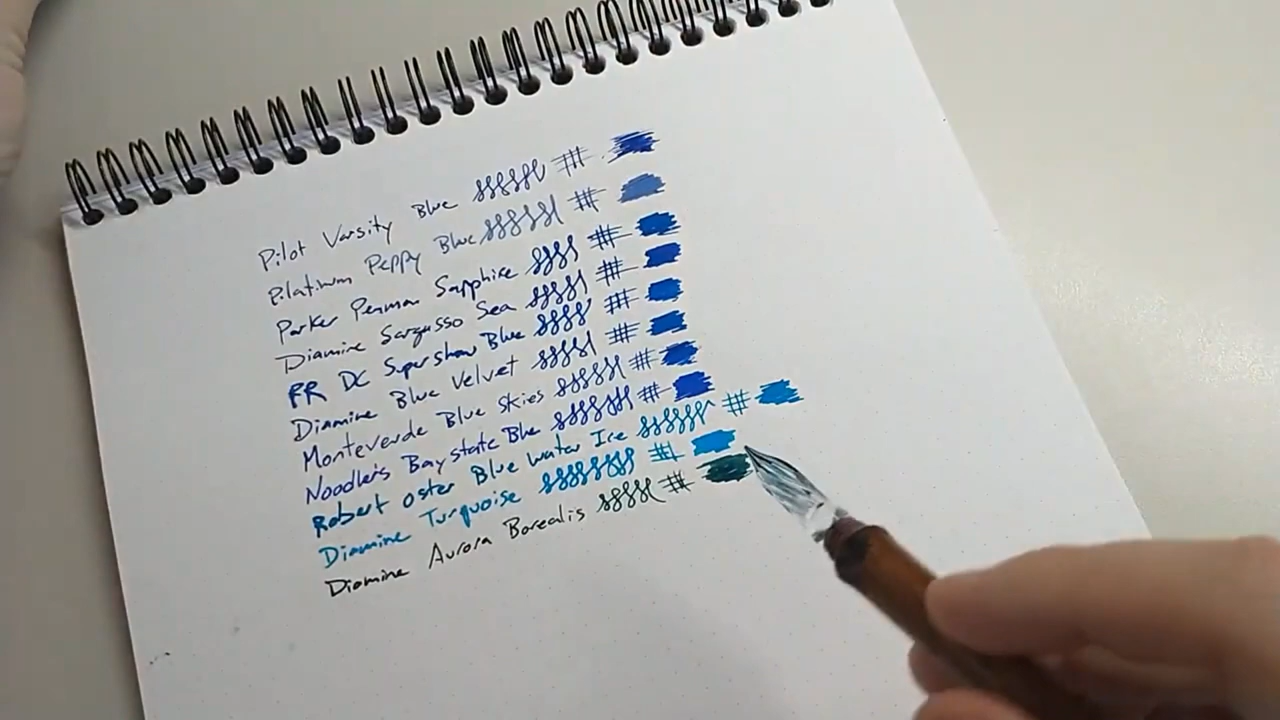 Pilot Varsity Blue
Platinum Peppy Blue
Parker Penman Sapphire
Diamine Sargasso Sea
PR DC Supershow Blue
Diamine Blue Velvet
Monteverde Blue Skies
Noodler's Baystate Blue
Robert Oster Blue Water Ice
Diamine Turquoise
Diamine Aurora Borealis